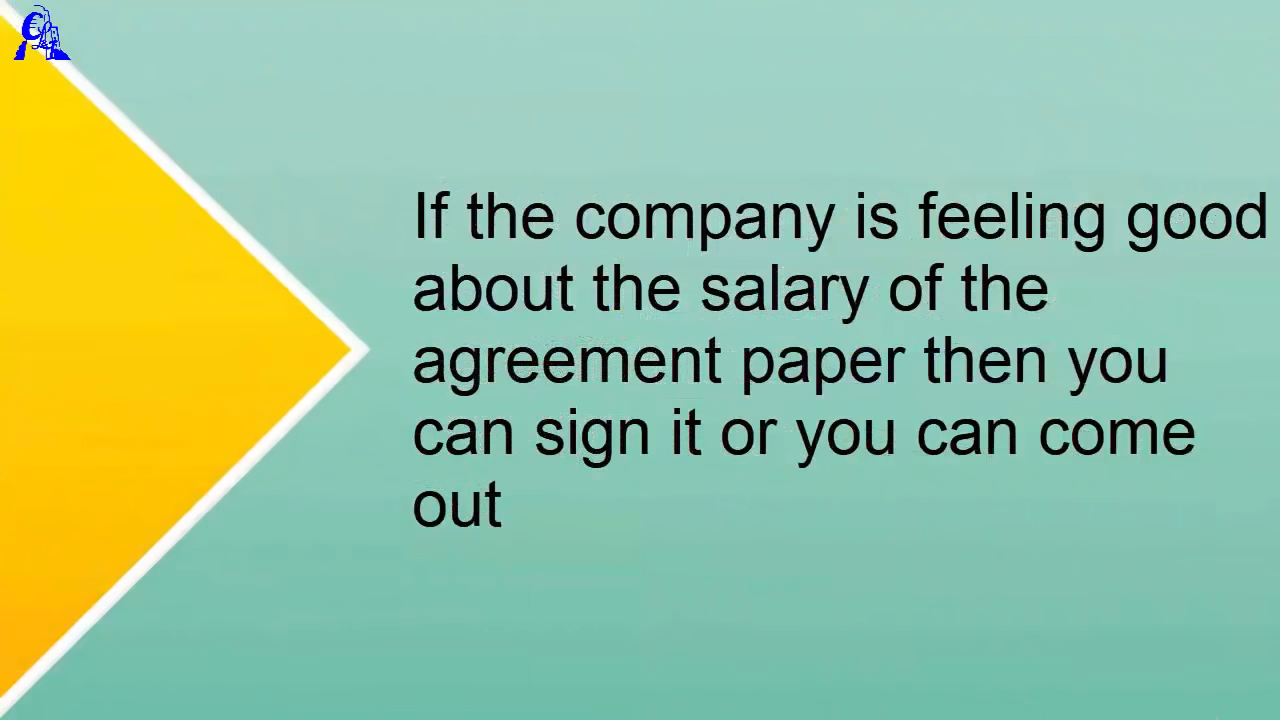 If the company is feeling good
about the salary of the
agreement paper then you
can sign it or you can come
out